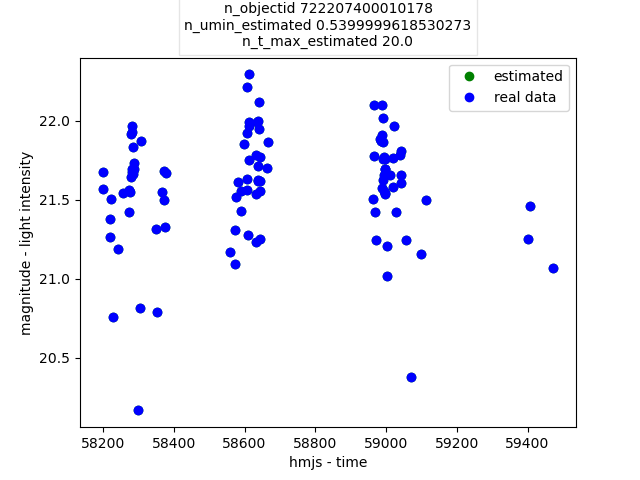 n_objectid 722207400010178
n_umin_estimated 0.5399999618530273
n_t_max_estimated 20.0
estimated
real data
22.0
21.5
21.0
20.5
magnitude - light intensity
58200 58400 58600 58800 59000 59200 59400
hmjs - time